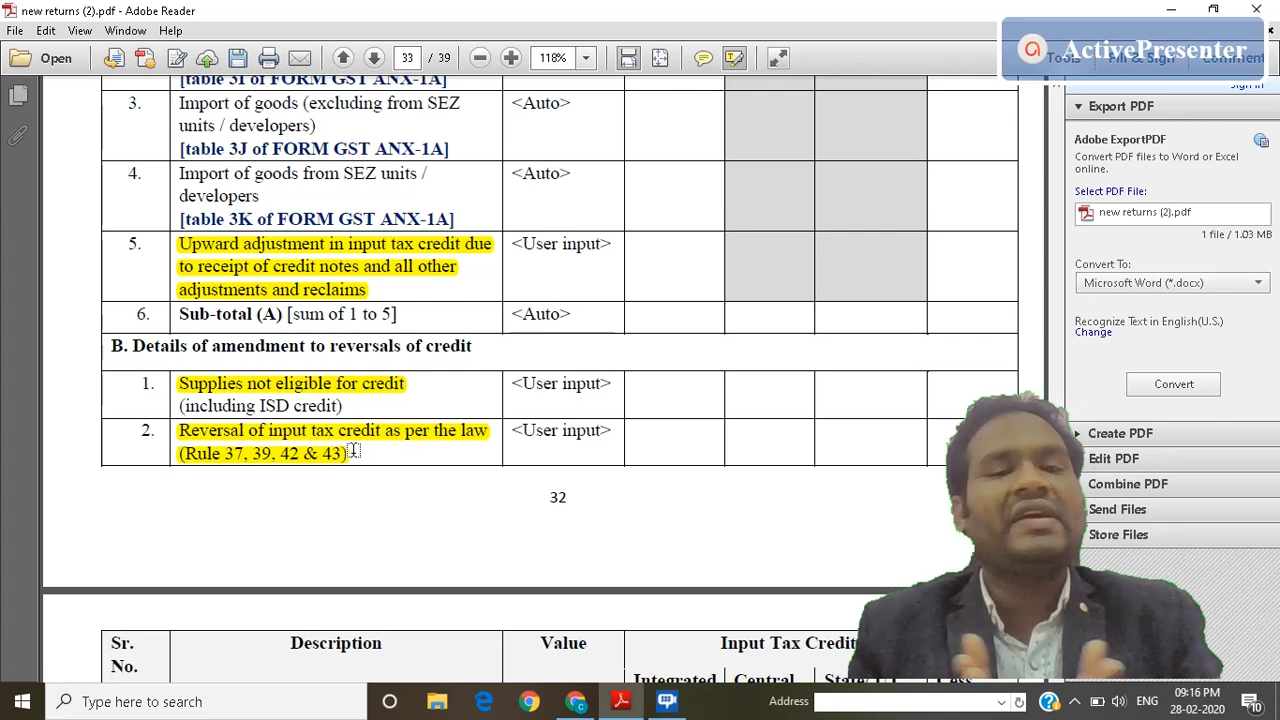 new returns (2).pdf - Adobe Reader
File Edit View Window Help
ActivePresenter
Open 33 / 39 118% Tools Fill & Sign Comment
Sign In
[table 3I of FORM GST ANX-1A]
3. Import of goods (excluding from SEZ <Auto>
units / developers)
[table 3J of FORM GST ANX-1A]
4. Import of goods from SEZ units / <Auto>
developers
[table 3K of FORM GST ANX-1A]
5. Upward adjustment in input tax credit due <User input>
to receipt of credit notes and all other
adjustments and reclaims
6. Sub-total (A) [sum of 1 to 5] <Auto>
B. Details of amendment to reversals of credit
1. Supplies not eligible for credit <User input>
(including ISD credit)
2. Reversal of input tax credit as per the law <User input>
(Rule 37, 39, 42 & 43)
32
Sr. Description Value Input Tax Credit
No.
Integrated Central
Export PDF
Adobe ExportPDF
Convert PDF files to Word or Excel
online.
Select PDF File:
new returns (2).pdf
1 file / 1.03 MB
Convert To:
Microsoft Word (*.docx)
Recognize Text in English(U.S.)
Change
Convert
Create PDF
Edit PDF
Combine PDF
Send Files
Store Files
Type here to search
Address
ENG
09:16 PM
28-02-2020
10